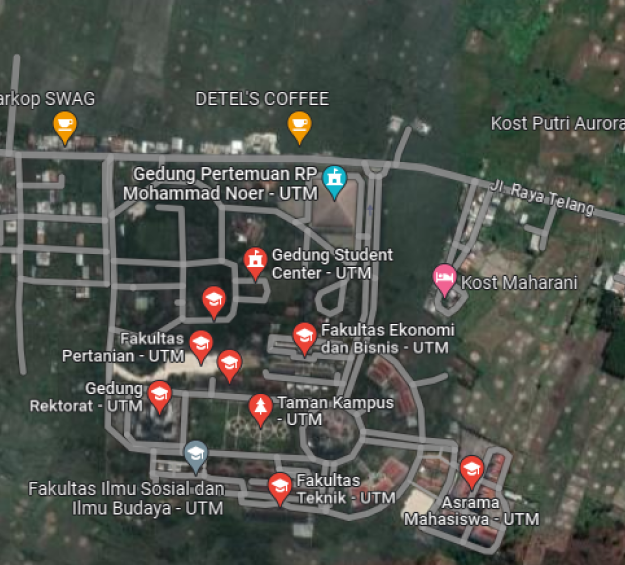 arkop SWAG
DETEL'S COFFEE
Kost Putri Aurora
Gedung Pertemuan RP
Mohammad Noer - UTM
Jl. Raya Telang
Gedung Student
Center - UTM
Kost Maharani
Fakultas
Pertanian - UTM
Fakultas Ekonomi
dan Bisnis - UTM
Gedung
Rektorat - UTM
Taman Kampus
- UTM
Fakultas Ilmu Sosial dan
Ilmu Budaya - UTM
Fakultas
Teknik - UTM
Asrama
Mahasiswa - UTM